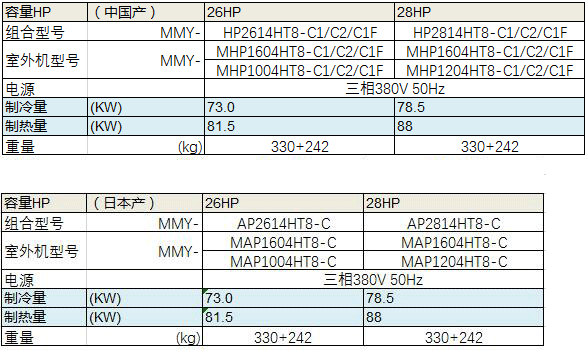 容量HP （中国产） 26HP 28HP
组合型号 MMY- HP2614HT8-C1/C2/C1F HP2814HT8-C1/C2/C1F
室外机型号 MMY- MHP1604HT8-C1/C2/C1F MHP1604HT8-C1/C2/C1F
MHP1004HT8-C1/C2/C1F MHP1204HT8-C1/C2/C1F
电源 三相380V 50Hz
制冷量 (KW) 73.0 78.5
制热量 (KW) 81.5 88
重量 (kg) 330+242 330+242
容量HP （日本产） 26HP 28HP
组合型号 MMY- AP2614HT8-C AP2814HT8-C
室外机型号 MMY- MAP1604HT8-C MAP1604HT8-C
MAP1004HT8-C MAP1204HT8-C
电源 三相380V 50Hz
制冷量 (KW) 73.0 78.5
制热量 (KW) 81.5 88
重量 (kg) 330+242 330+242